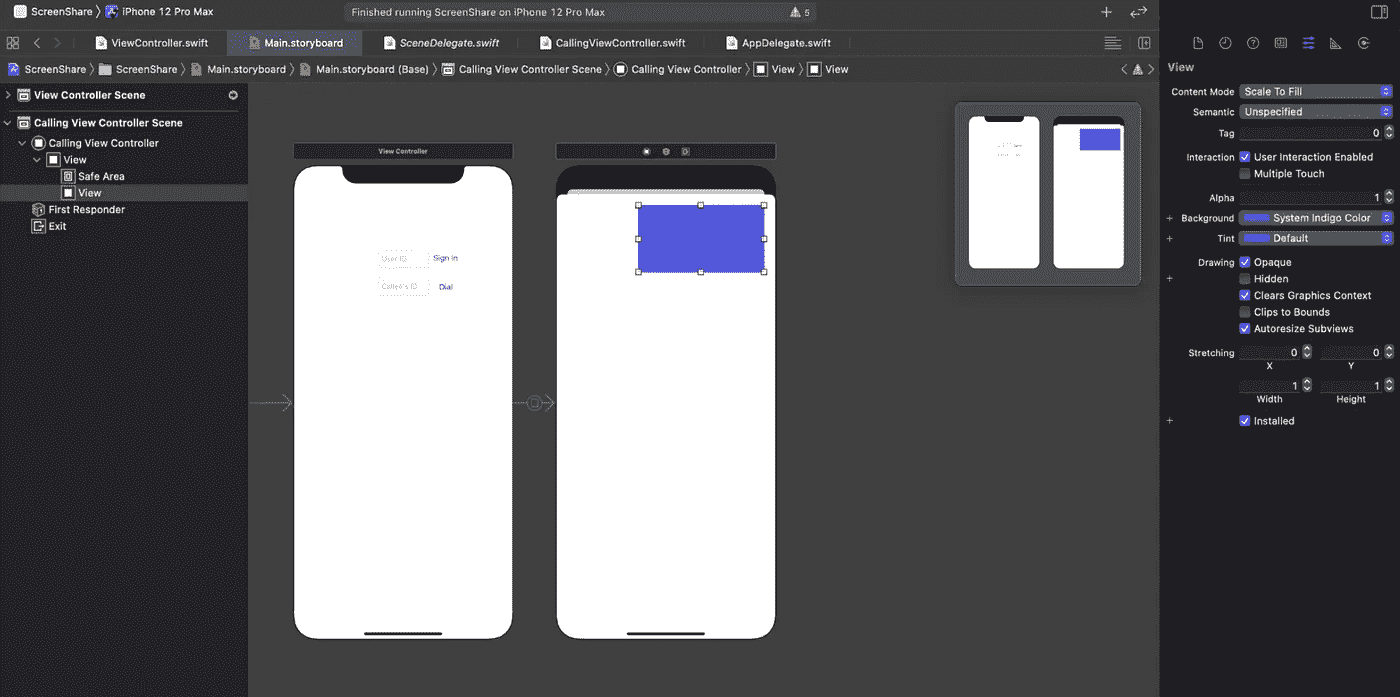 ScreenShare 〉 iPhone 12 Pro Max
Finished running ScreenShare on iPhone 12 Pro Max
5
ViewController.swift
Main.storyboard
SceneDelegate.swift
CallingViewController.swift
AppDelegate.swift
ScreenShare 〉 ScreenShare 〉 Main.storyboard 〉 Main.storyboard (Base) 〉 Calling View Controller Scene 〉 Calling View Controller 〉 View 〉 View
View Controller Scene
Calling View Controller Scene
Calling View Controller
View
Safe Area
View
First Responder
Exit
View Controller
User ID Sign in
Callee's ID Dial
View
Content Mode Scale To Fill
Semantic Unspecified
Tag 0
Interaction User Interaction Enabled
Multiple Touch
Alpha 1
+ Background System Indigo Color
+ Tint Default
Drawing Opaque
+ Hidden
Clears Graphics Context
Clips to Bounds
Autoresize Subviews
Stretching 0 0
X Y
1 1
Width Height
+ Installed